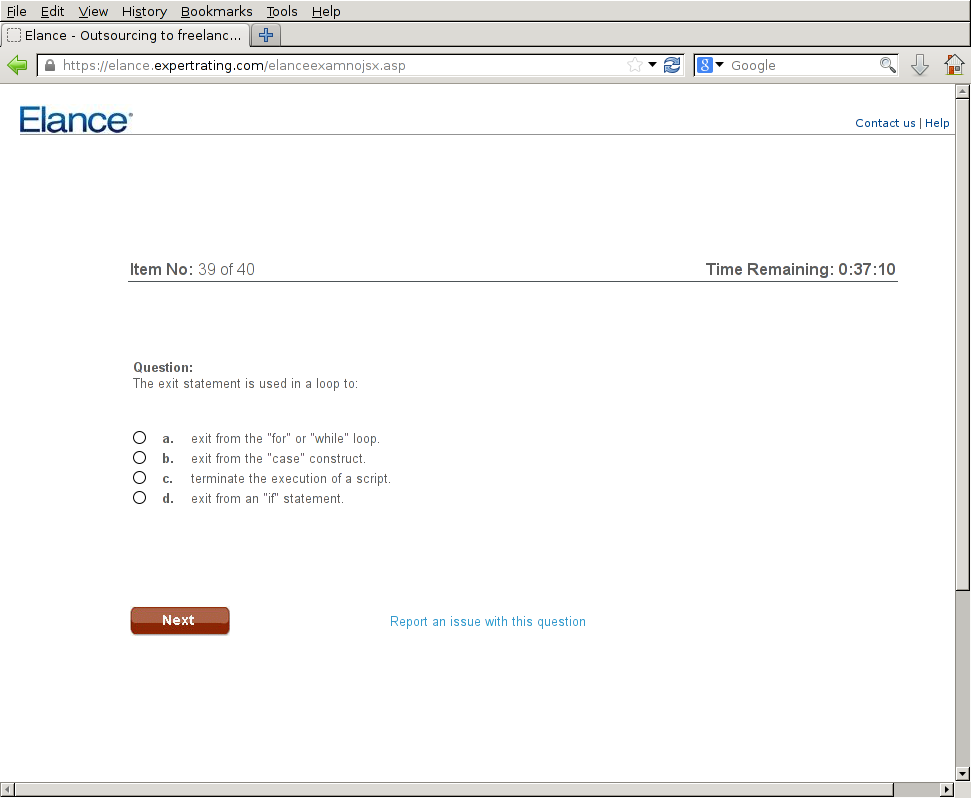 File Edit View History Bookmarks Tools Help
Elance - Outsourcing to freelanc...
https://elance.expertrating.com/elanceexamnojsx.asp
8 Google
Elance
Contact us | Help
Item No: 39 of 40 Time Remaining: 0:37:10
Question:
The exit statement is used in a loop to:
a. exit from the "for" or "while" loop.
b. exit from the "case" construct.
c. terminate the execution of a script.
d. exit from an "if" statement.
Next Report an issue with this question